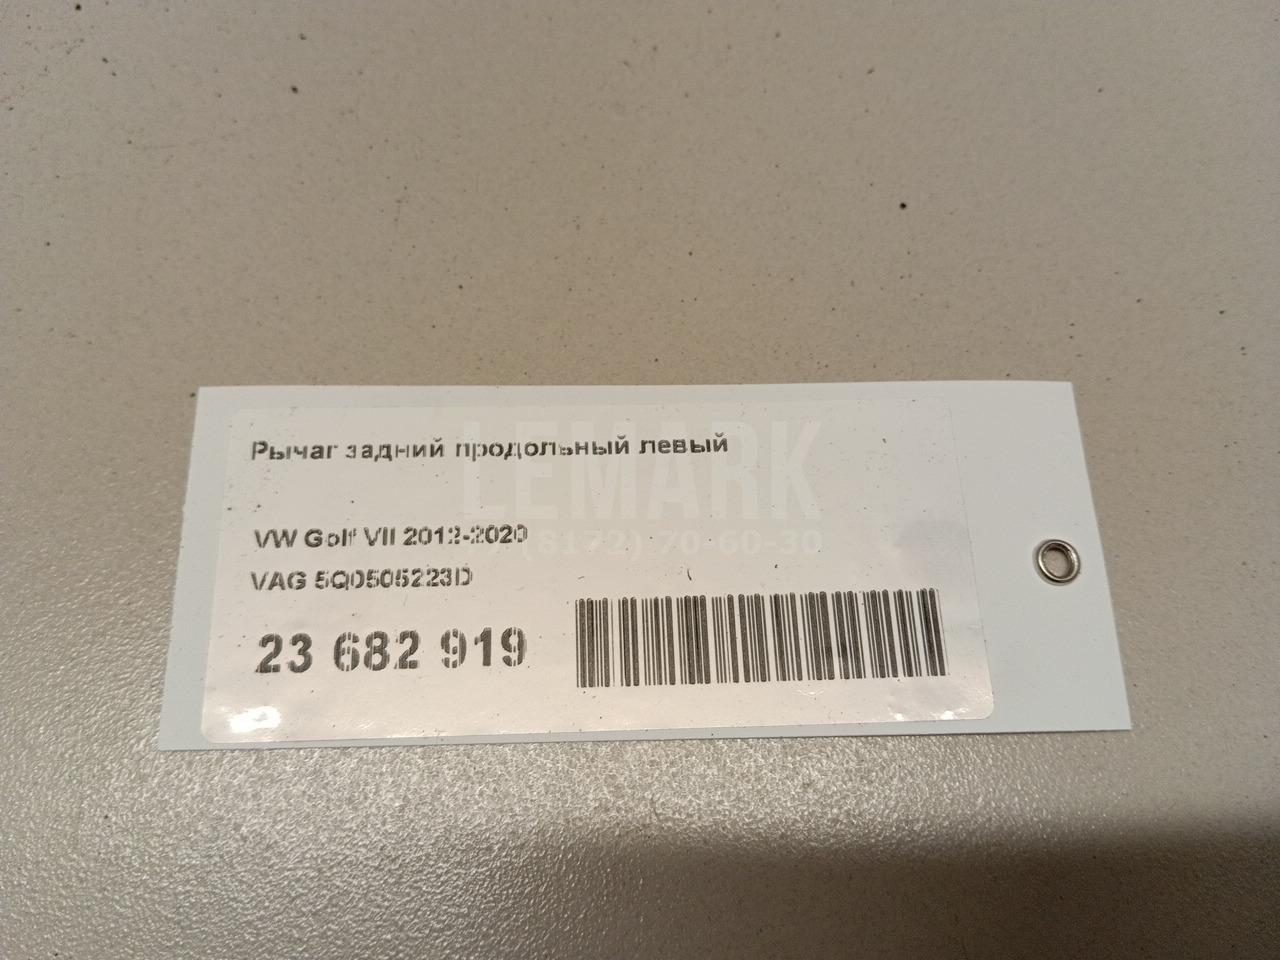 Рычаг задний продольный левый
LEMARK
VW Golf VII 2012-2020
(8172) 70-60-30
VAG 5Q0505223D
23 682 919